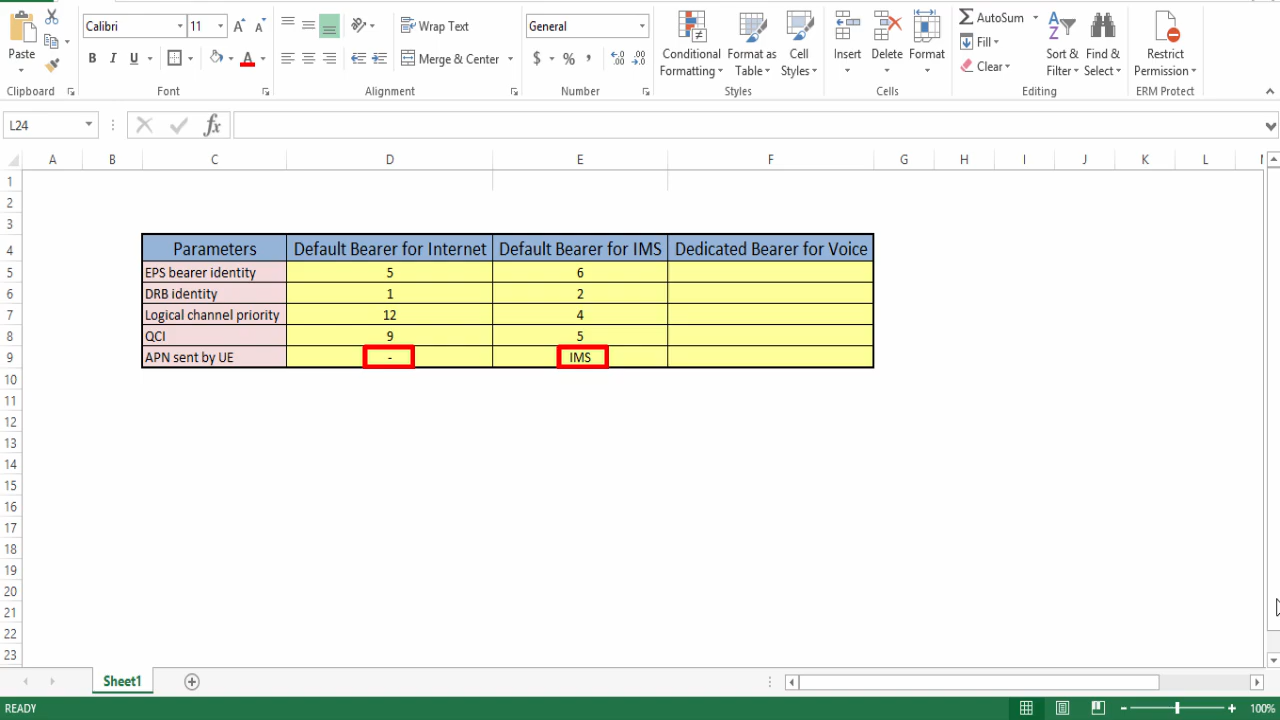 Calibri 11 Wrap Text General AutoSum
Paste B I U Merge & Center $ % , Conditional Formatting Format as Table Cell Styles Insert Delete Format Fill Clear Sort & Filter Find & Select Restrict Permission
Clipboard Font Alignment Number Styles Cells Editing ERM Protect
L24 fx
A B C D E F G H I J K L
1
2
3
4 Parameters Default Bearer for Internet Default Bearer for IMS Dedicated Bearer for Voice
5 EPS bearer identity 5 6
6 DRB identity 1 2
7 Logical channel priority 12 4
8 QCI 9 5
9 APN sent by UE - IMS
10
11
12
13
14
15
16
17
18
19
20
21
22
23
Sheet1
READY 100%